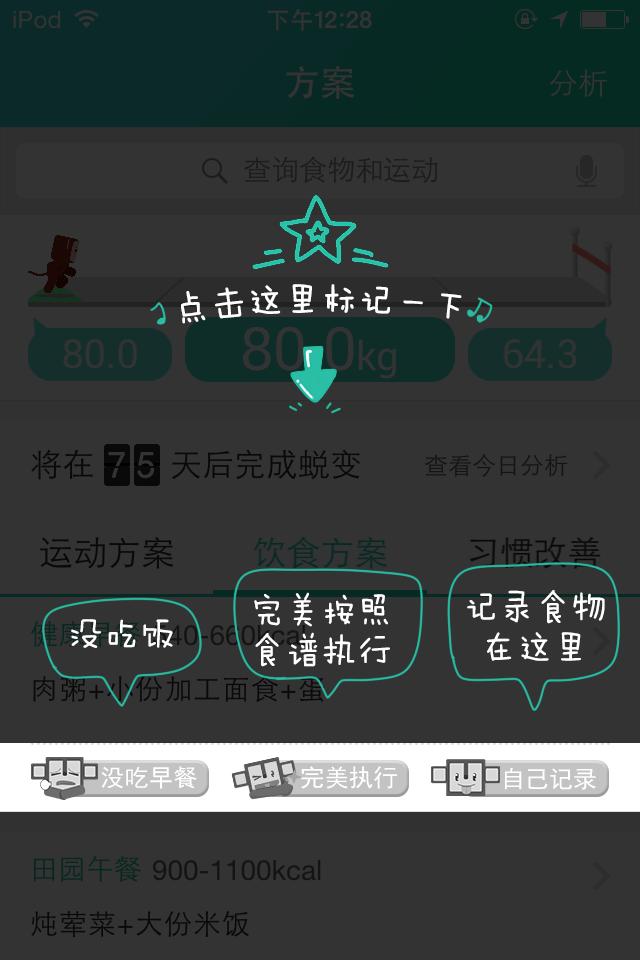 iPod 下午12:28
方案 分析
查询食物和运动
点击这里标记一下
80.0 80.0kg 64.3
将在 75 天后完成蜕变 查看今日分析
运动方案 饮食方案 习惯改善
没吃饭
完美按照
食谱执行
记录食物
在这里
健康早餐 540-660kcal
肉粥+小份加工面食+蛋
没吃早餐 完美执行 自己记录
田园午餐 900-1100kcal
炖荤菜+大份米饭